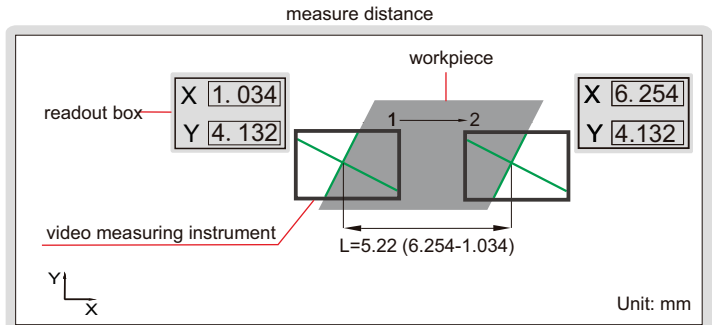 measure distance
workpiece
readout box
X 1. 034
Y 4. 132
1
2
X 6. 254
Y 4.132
video measuring instrument
L=5.22 (6.254-1.034)
Y
X
Unit: mm